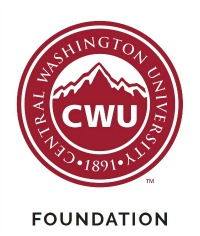 CENTRAL WASHINGTON UNIVERSITY
CWU
• 1891 •
TM
FOUNDATION